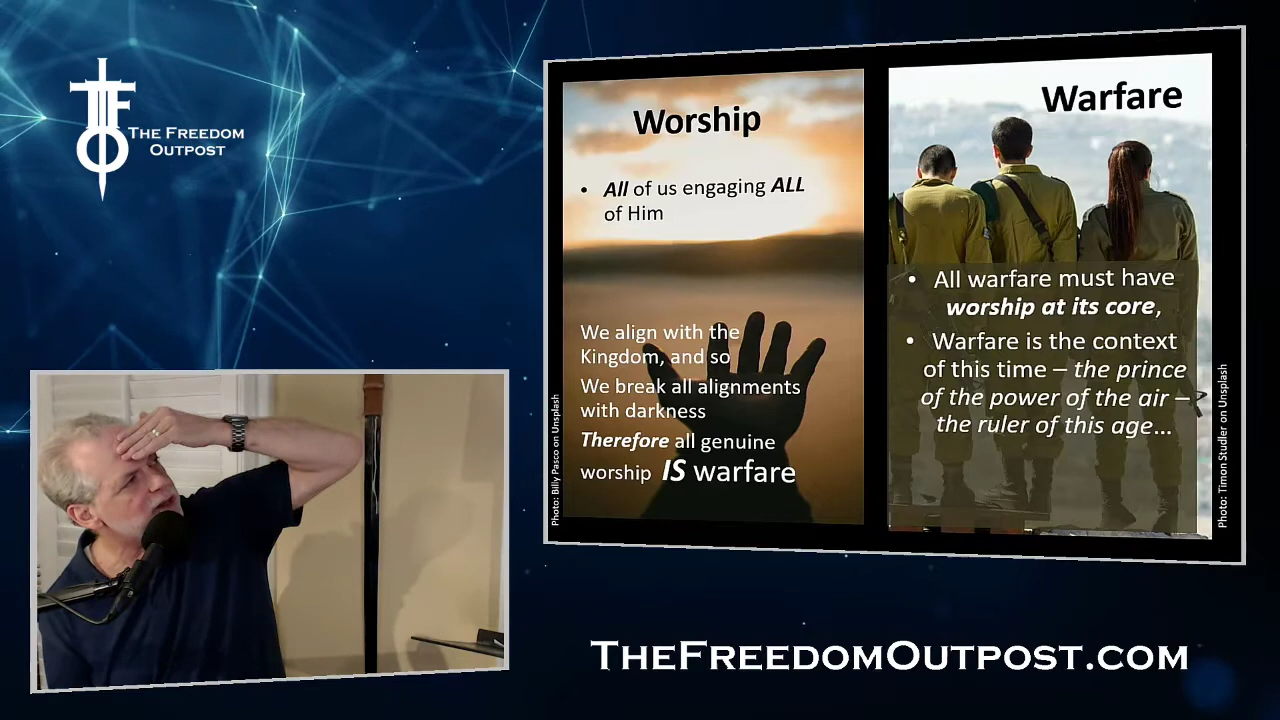 TFO
The Freedom
Outpost
Worship
• All of us engaging ALL
of Him
We align with the
Kingdom, and so
We break all alignments
with darkness
Therefore all genuine
worship IS warfare
Photo: Billy Pasco on Unsplash
Warfare
• All warfare must have
worship at its core,
• Warfare is the context
of this time – the prince
of the power of the air –
the ruler of this age...
Photo: Timon Studler on Unsplash
TheFreedomOutpost.com